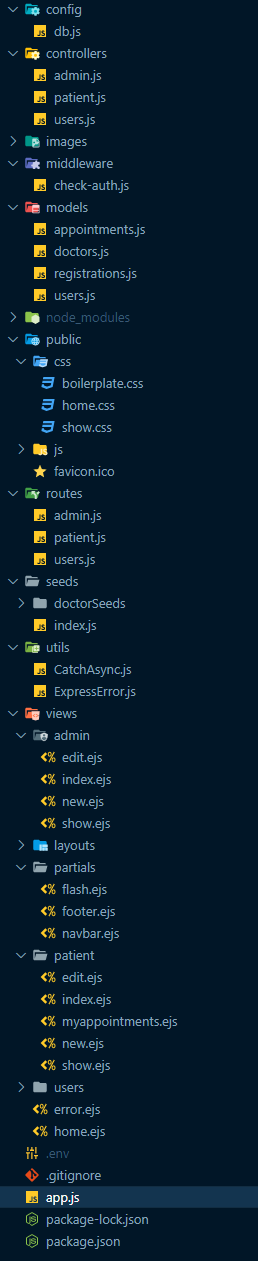 config
db.js
controllers
admin.js
patient.js
users.js
images
middleware
check-auth.js
models
appointments.js
doctors.js
registrations.js
users.js
node_modules
public
css
boilerplate.css
home.css
show.css
js
favicon.ico
routes
admin.js
patient.js
users.js
seeds
doctorSeeds
index.js
utils
CatchAsync.js
ExpressError.js
views
admin
edit.ejs
index.ejs
new.ejs
show.ejs
layouts
partials
flash.ejs
footer.ejs
navbar.ejs
patient
edit.ejs
index.ejs
myappointments.ejs
new.ejs
show.ejs
users
error.ejs
home.ejs
.env
.gitignore
app.js
package-lock.json
package.json